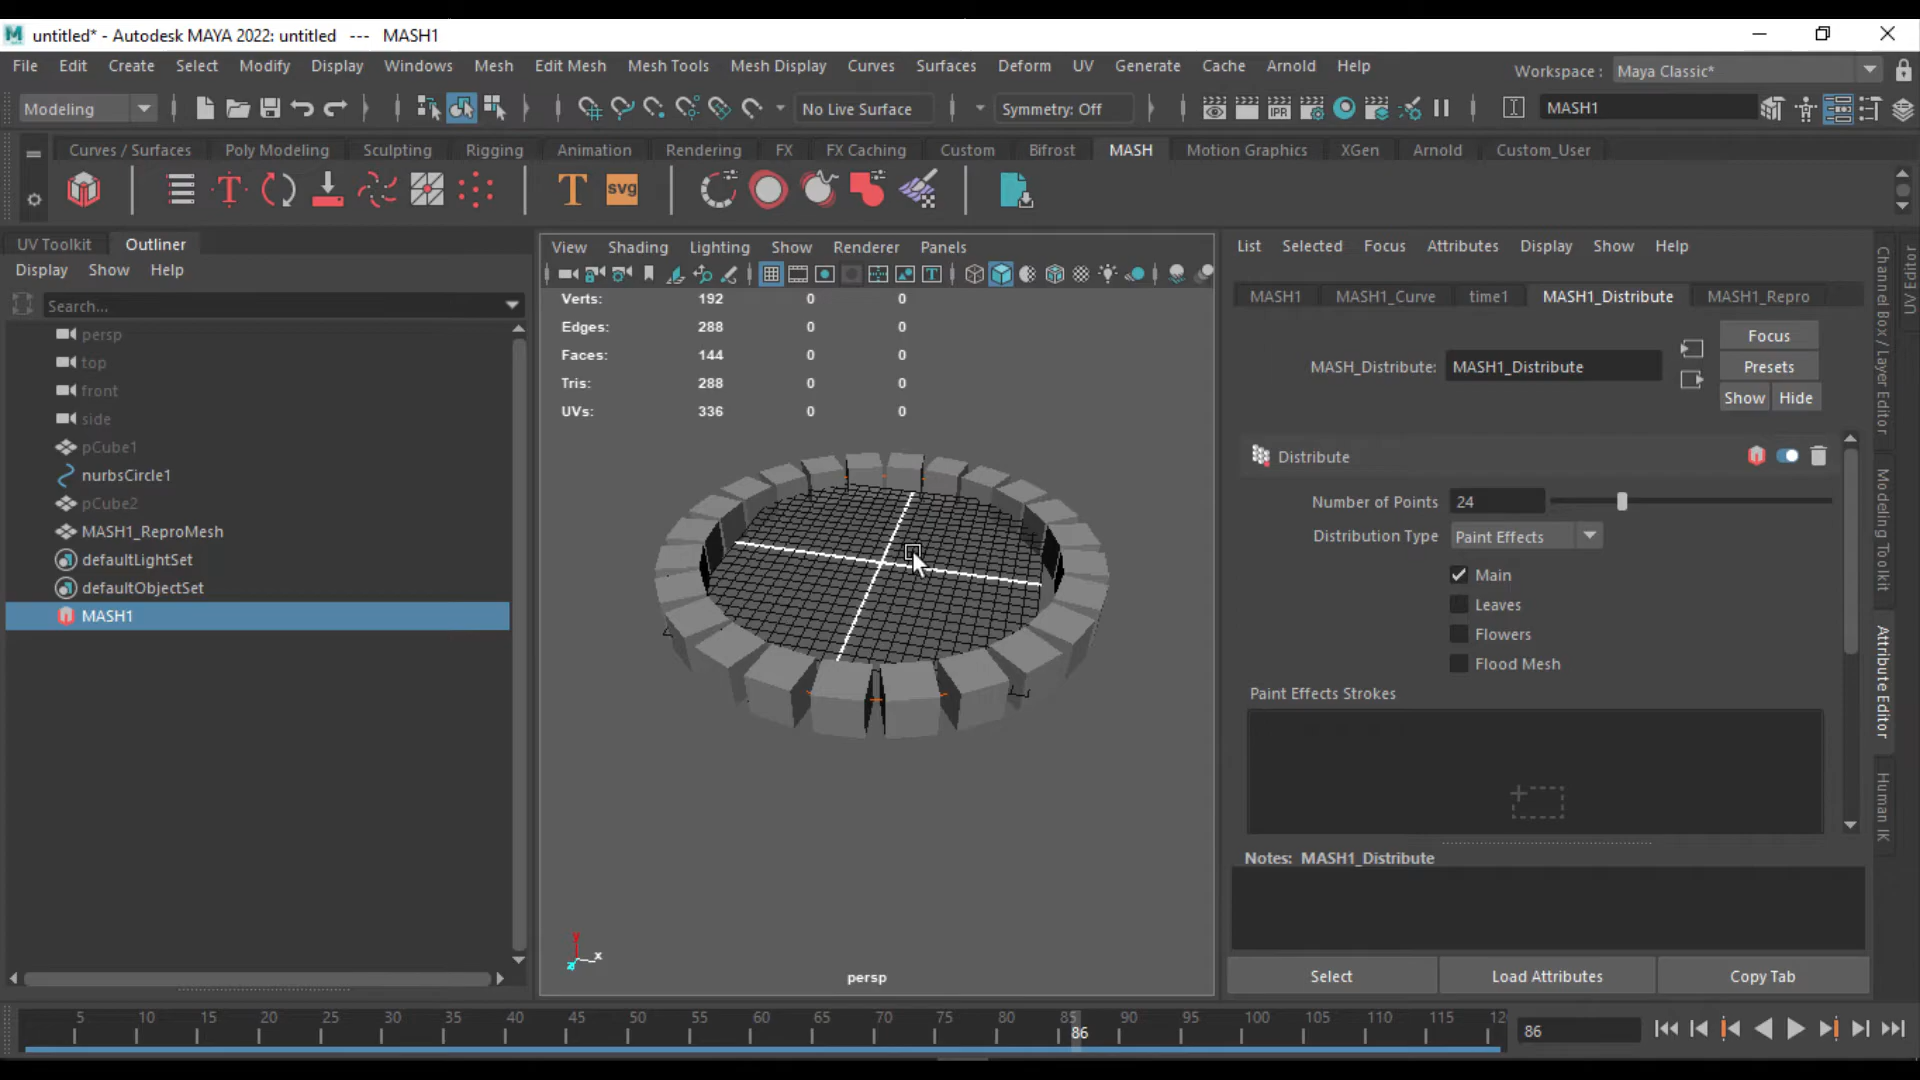 untitled* - Autodesk MAYA 2022: untitled --- MASH1
File Edit Create Select Modify Display Windows Mesh Edit Mesh Mesh Tools Mesh Display Curves Surfaces Deform UV Generate Cache Arnold Help Workspace : Maya Classic*
Modeling No Live Surface Symmetry: Off IPR MASH1
Curves / Surfaces Poly Modeling Sculpting Rigging Animation Rendering FX FX Caching Custom Bifrost MASH Motion Graphics XGen Arnold Custom_User
T T svg
UV Toolkit Outliner
Display Show Help
Search...
persp
top
front
side
pCube1
nurbsCircle1
pCube2
MASH1_ReproMesh
defaultLightSet
defaultObjectSet
MASH1
View Shading Lighting Show Renderer Panels
Verts: 192 0 0
Edges: 288 0 0
Faces: 144 0 0
Tris: 288 0 0
UVs: 336 0 0
y
x
z
persp
List Selected Focus Attributes Display Show Help
MASH1 MASH1_Curve time1 MASH1_Distribute MASH1_Repro
Focus
MASH_Distribute: MASH1_Distribute
Presets
Show Hide
Distribute
Number of Points 24
Distribution Type Paint Effects
Main
Leaves
Flowers
Flood Mesh
Paint Effects Strokes
Notes: MASH1_Distribute
Select Load Attributes Copy Tab
Channel Box / Layer Editor
Modeling Toolkit
Attribute Editor
Human IK
UV Editor
5 10 15 20 25 30 35 40 45 50 55 60 65 70 75 80 85 90 95 100 105 110 115 12
86
86